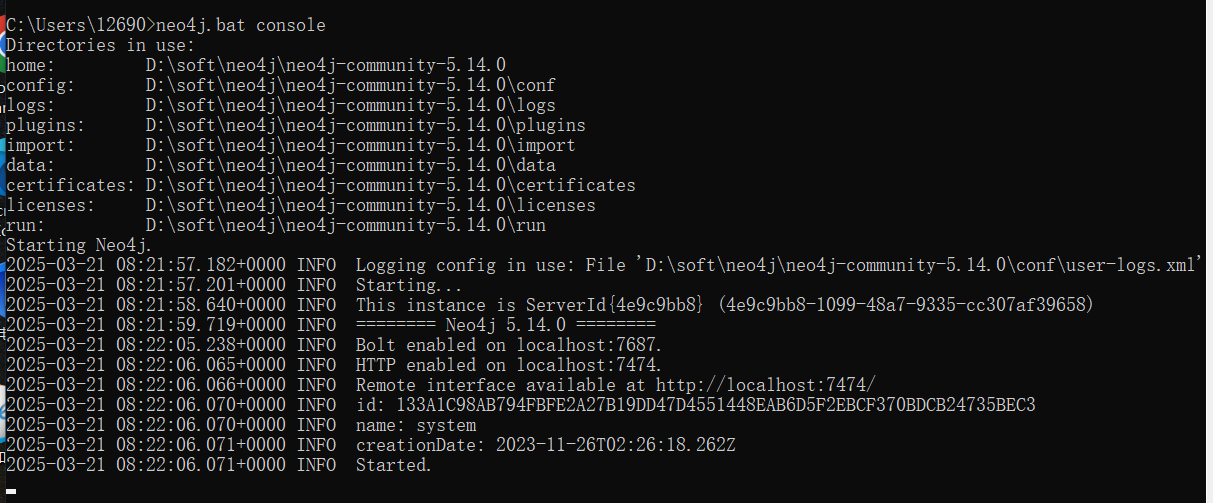 C:\Users\12690>neo4j.bat console
Directories in use:
home:         D:\soft\neo4j\neo4j-community-5.14.0
config:       D:\soft\neo4j\neo4j-community-5.14.0\conf
logs:         D:\soft\neo4j\neo4j-community-5.14.0\logs
plugins:      D:\soft\neo4j\neo4j-community-5.14.0\plugins
import:       D:\soft\neo4j\neo4j-community-5.14.0\import
data:         D:\soft\neo4j\neo4j-community-5.14.0\data
certificates: D:\soft\neo4j\neo4j-community-5.14.0\certificates
licenses:     D:\soft\neo4j\neo4j-community-5.14.0\licenses
run:          D:\soft\neo4j\neo4j-community-5.14.0\run
Starting Neo4j.
2025-03-21 08:21:57.182+0000 INFO  Logging config in use: File 'D:\soft\neo4j\neo4j-community-5.14.0\conf\user-logs.xml'
2025-03-21 08:21:57.201+0000 INFO  Starting...
2025-03-21 08:21:58.640+0000 INFO  This instance is ServerId{4e9c9bb8} (4e9c9bb8-1099-48a7-9335-cc307af39658)
2025-03-21 08:21:59.719+0000 INFO  ======== Neo4j 5.14.0 ========
2025-03-21 08:22:05.238+0000 INFO  Bolt enabled on localhost:7687.
2025-03-21 08:22:06.065+0000 INFO  HTTP enabled on localhost:7474.
2025-03-21 08:22:06.066+0000 INFO  Remote interface available at http://localhost:7474/
2025-03-21 08:22:06.070+0000 INFO  id: 133A1C98AB794FBFE2A27B19DD47D4551448EAB6D5F2EBCF370BDCB24735BEC3
2025-03-21 08:22:06.070+0000 INFO  name: system
2025-03-21 08:22:06.071+0000 INFO  creationDate: 2023-11-26T02:26:18.262Z
2025-03-21 08:22:06.071+0000 INFO  Started.